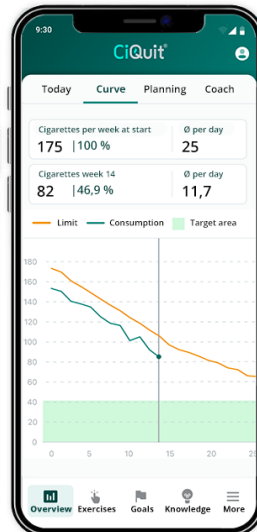 9:30
CiQuit®
Today Curve Planning Coach
Cigarettes per week at start Ø per day
175 |100 % 25
Cigarettes week 14 Ø per day
82 |46,9 % 11,7
Limit Consumption Target area
180
160
140
120
100
80
60
40
20
0
0 5 10 15 20 25
Overview Exercises Goals Knowledge More